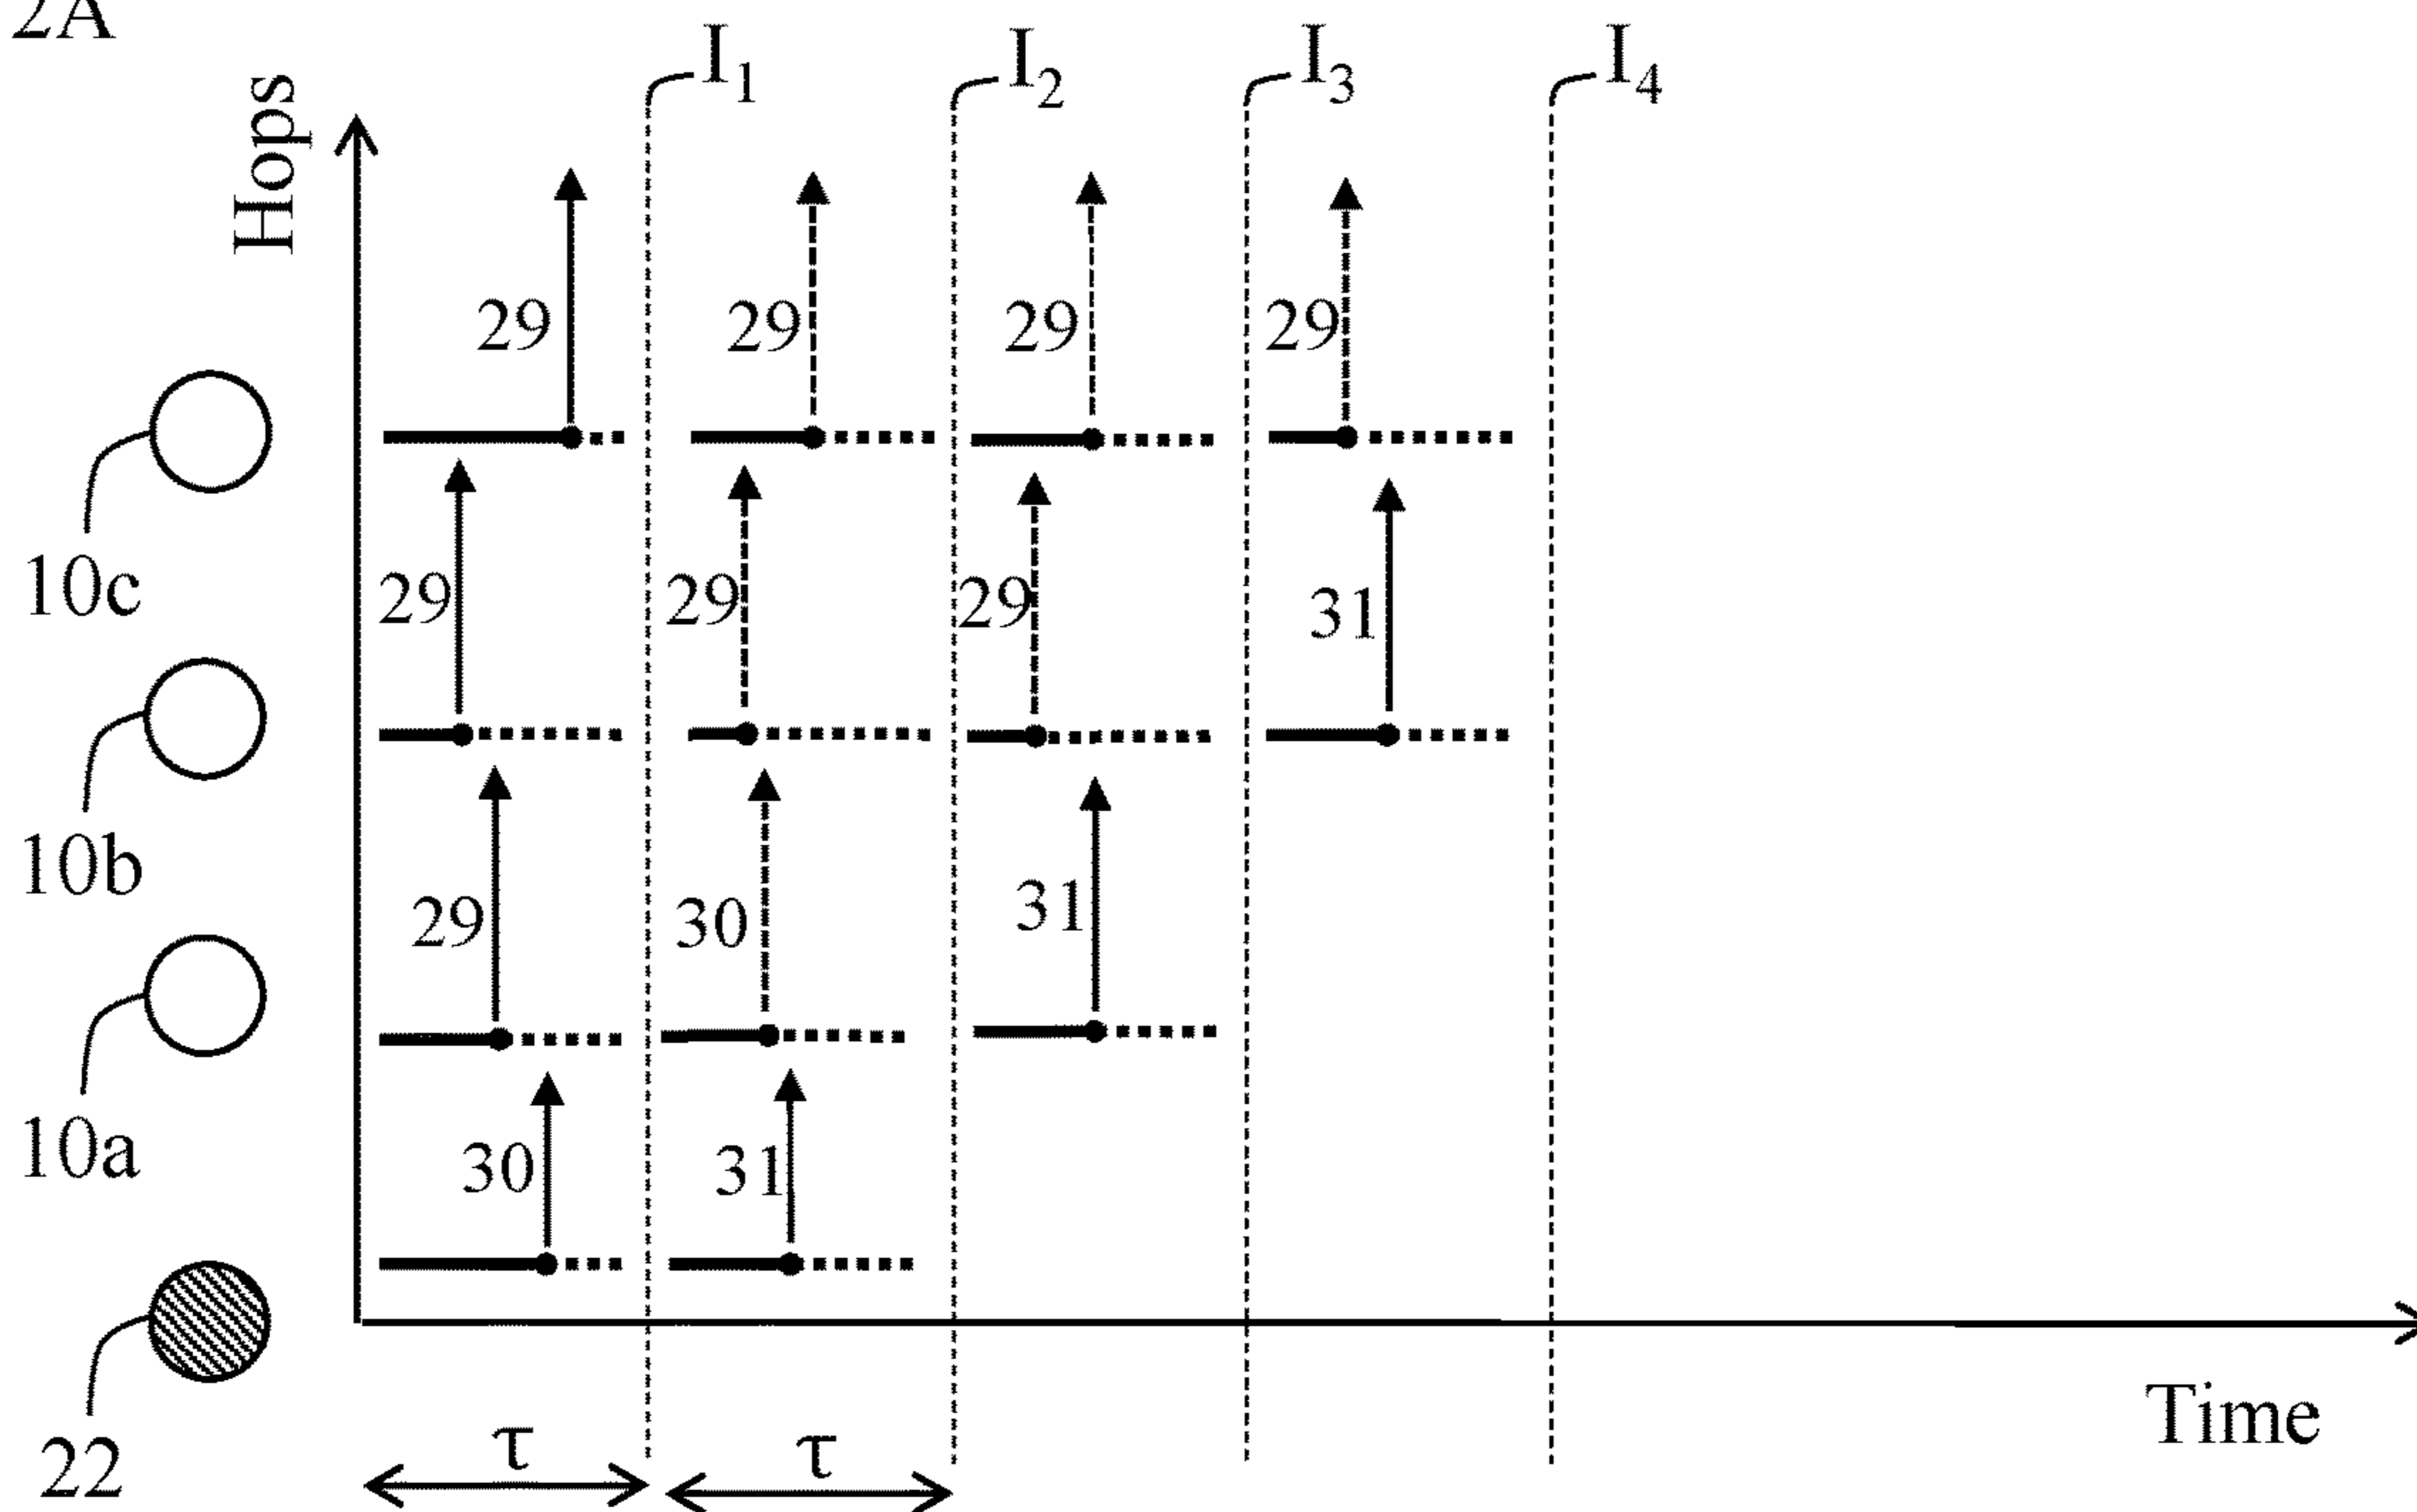 2A
I₁ I₂ I₃ I₄
Hops
29 29 29 29
10c
29 29 29 31
10b
29 30 31
10a
30 31
22
Time
τ τ